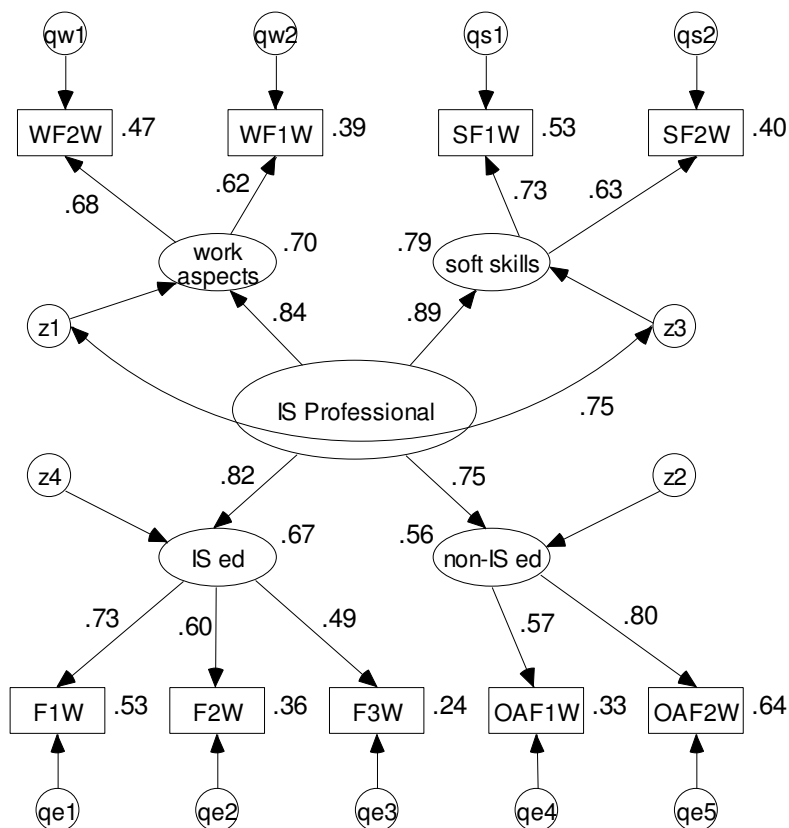 qw1 qw2 qs1 qs2
WF2W .47 WF1W .39 SF1W .53 SF2W .40
.68 .62 .73 .63
work
aspects .70 .79 soft skills
z1 .84 .89 z3
IS Professional .75
z4 .82 .75 z2
IS ed .67 .56 non-IS ed
.73 .60 .49 .57 .80
F1W .53 F2W .36 F3W .24 OAF1W .33 OAF2W .64
qe1 qe2 qe3 qe4 qe5